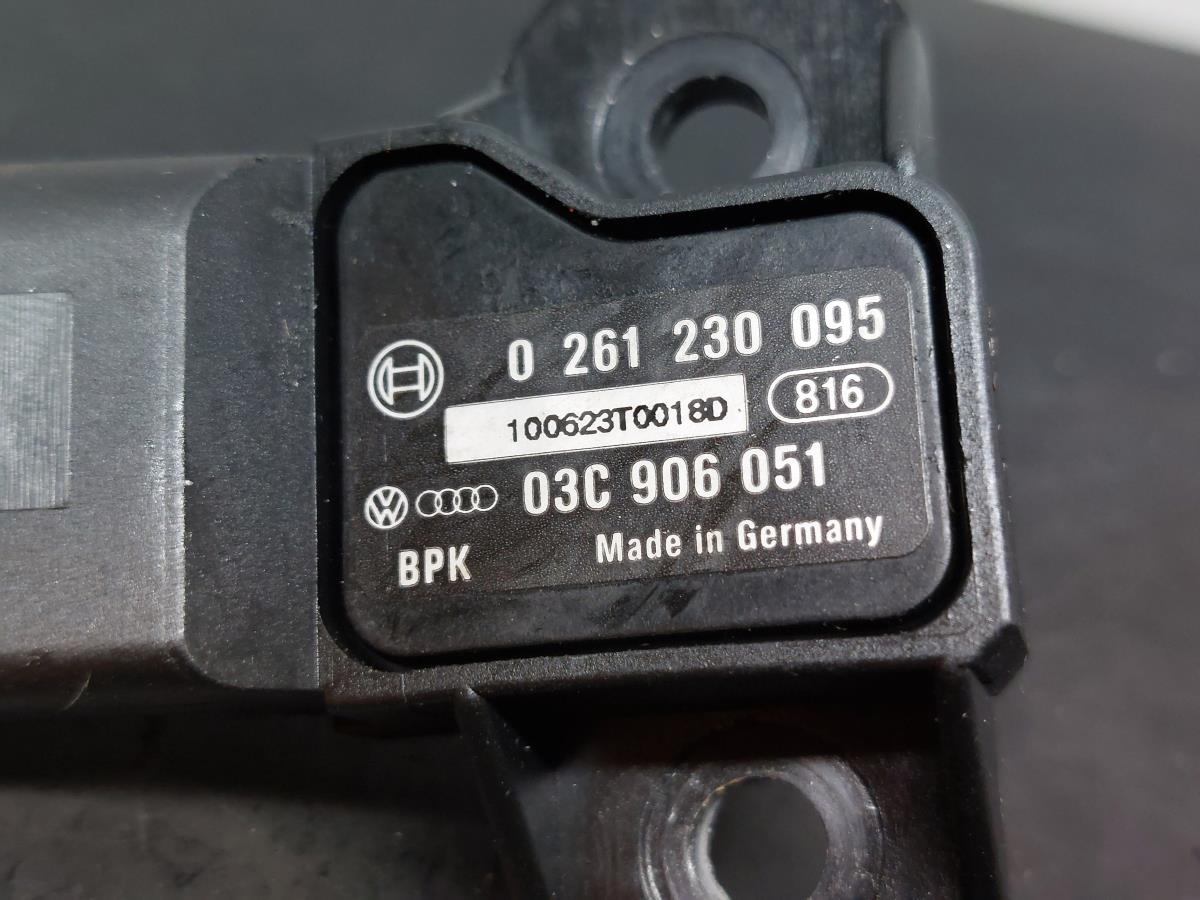 0 261 230 095
100623T0018D
816
03C 906 051
BPK
Made in Germany